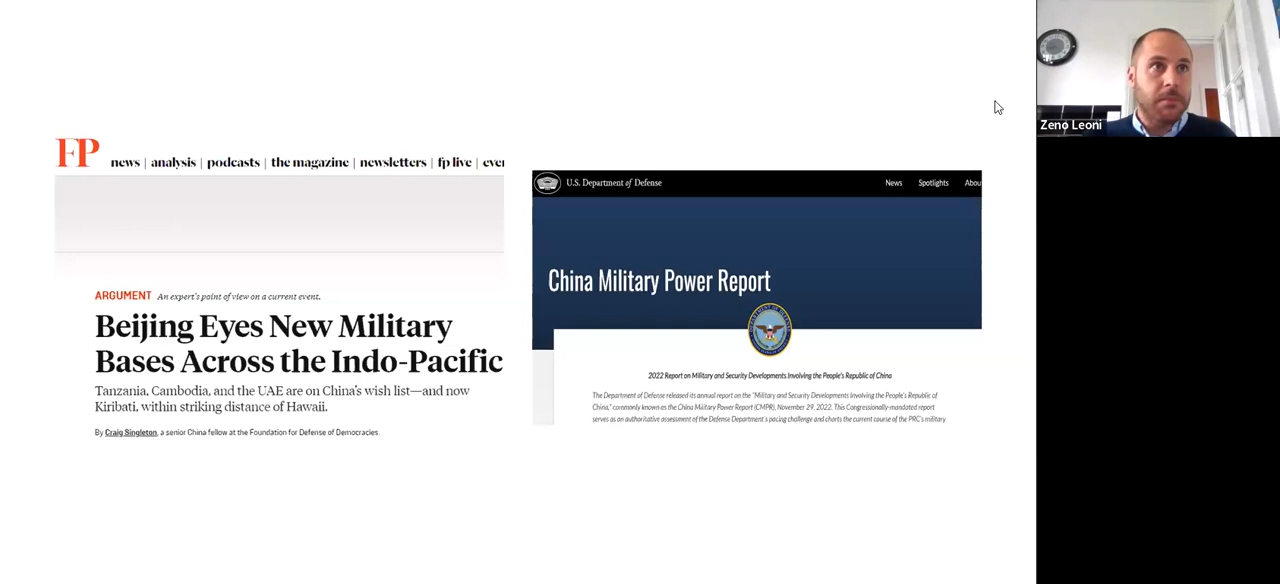 FP news | analysis | podcasts | the magazine | newsletters | fp live |
ARGUMENT An expert's point of view on a current event.
Beijing Eyes New Military
Bases Across the Indo-Pacific
Tanzania, Cambodia, and the UAE are on China's wish list—and now
Kiribati, within striking distance of Hawaii.
By Craig Singleton, a senior China fellow at the Foundation for Defense of Democracies.
U.S. Department of Defense
News Spotlights Abou
China Military Power Report
2022 Report on Military and Security Developments Involving the People's Republic of China
The Department of Defense released its annual report on the "Military and Security Developments Involving the People's Republic of
China," commonly known as the China Military Power Report (CMPR), November 29, 2022. This Congressionally-mandated report
serves as an authoritative assessment of the Defense Department's pacing challenge and charts the current course of the PRC's military
Zeno Leoni